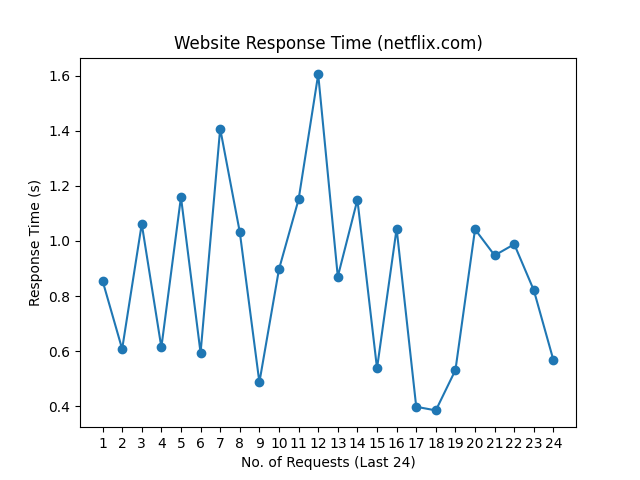 Website Response Time (netflix.com)
1.6
1.4
1.2
1.0
0.8
0.6
0.4
Response Time (s)
1 2 3 4 5 6 7 8 9 10 11 12 13 14 15 16 17 18 19 20 21 22 23 24
No. of Requests (Last 24)